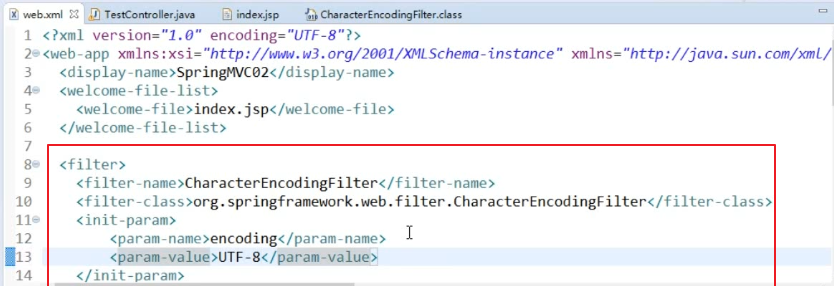 web.xml TestController.java index.jsp CharacterEncodingFilter.class
1 <?xml version="1.0" encoding="UTF-8"?>
2 <web-app xmlns:xsi="http://www.w3.org/2001/XMLSchema-instance" xmlns="http://java.sun.com/xml/
3 <display-name>SpringMVC02</display-name>
4 <welcome-file-list>
5 <welcome-file>index.jsp</welcome-file>
6 </welcome-file-list>
7
8 <filter>
9 <filter-name>CharacterEncodingFilter</filter-name>
10 <filter-class>org.springframework.web.filter.CharacterEncodingFilter</filter-class>
11 <init-param>
12 <param-name>encoding</param-name>
13 <param-value>UTF-8</param-value>
14 </init-param>